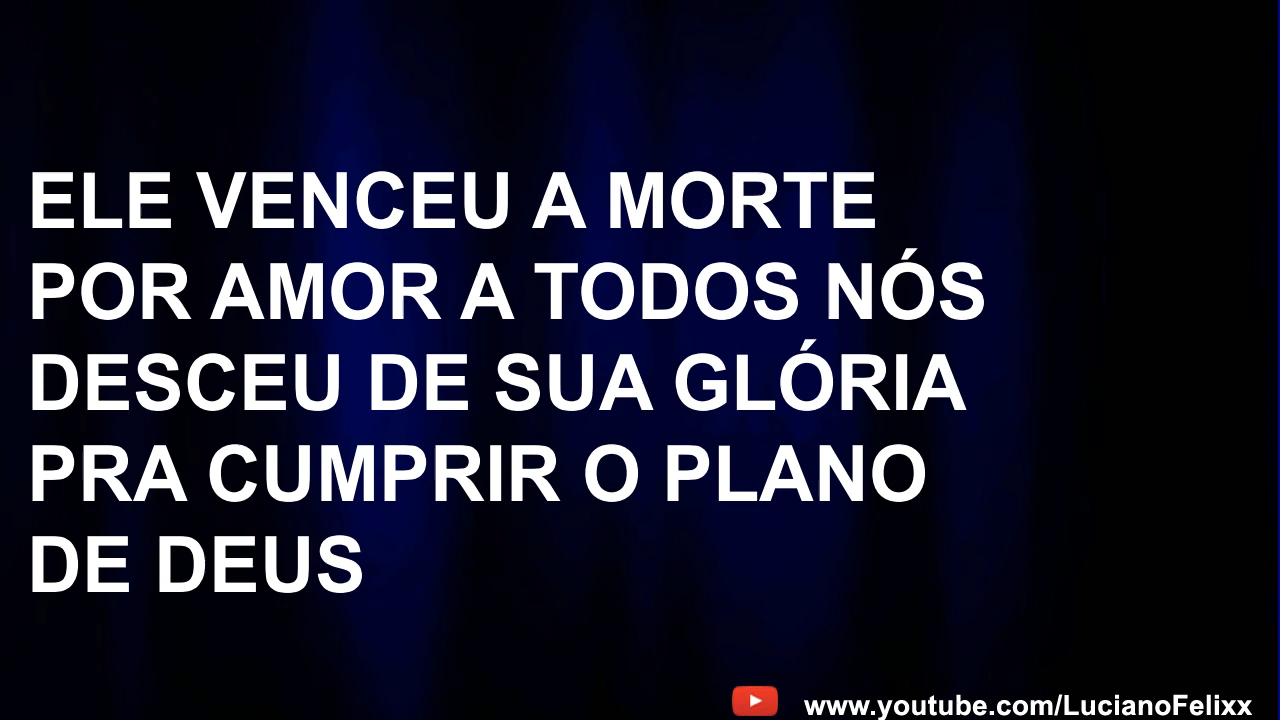 ELE VENCEU A MORTE
POR AMOR A TODOS NÓS
DESCEU DE SUA GLÓRIA
PRA CUMPRIR O PLANO
DE DEUS
www.youtube.com/LucianoFelixx